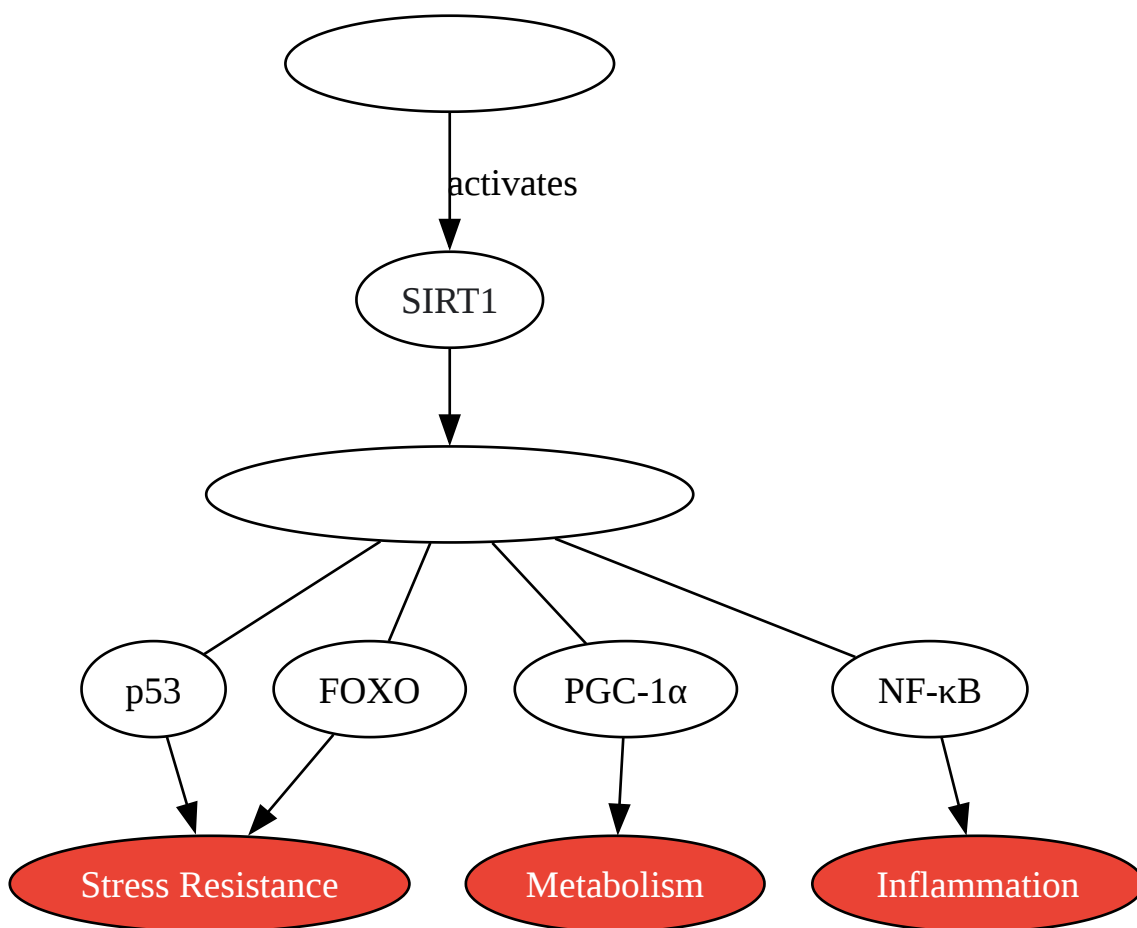 activates
SIRT1
p53
FOXO
PGC-1α
NF-κB
Stress Resistance
Metabolism
Inflammation